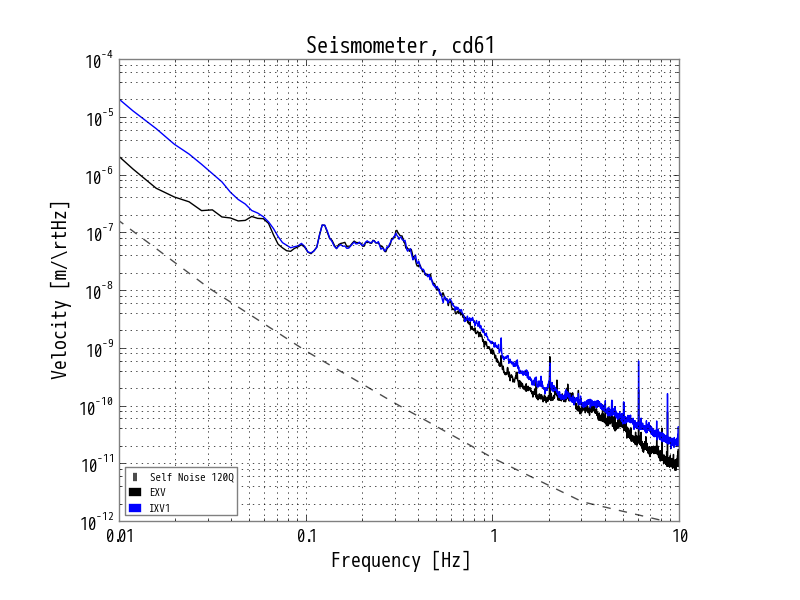 Seismometer, cd61
Velocity [m/\rtHz]
10^-4
10^-5
10^-6
10^-7
10^-8
10^-9
10^-10
10^-11
10^-12
Self Noise 120Q
EXV
IXV1
0.01 0.1 1 10
Frequency [Hz]